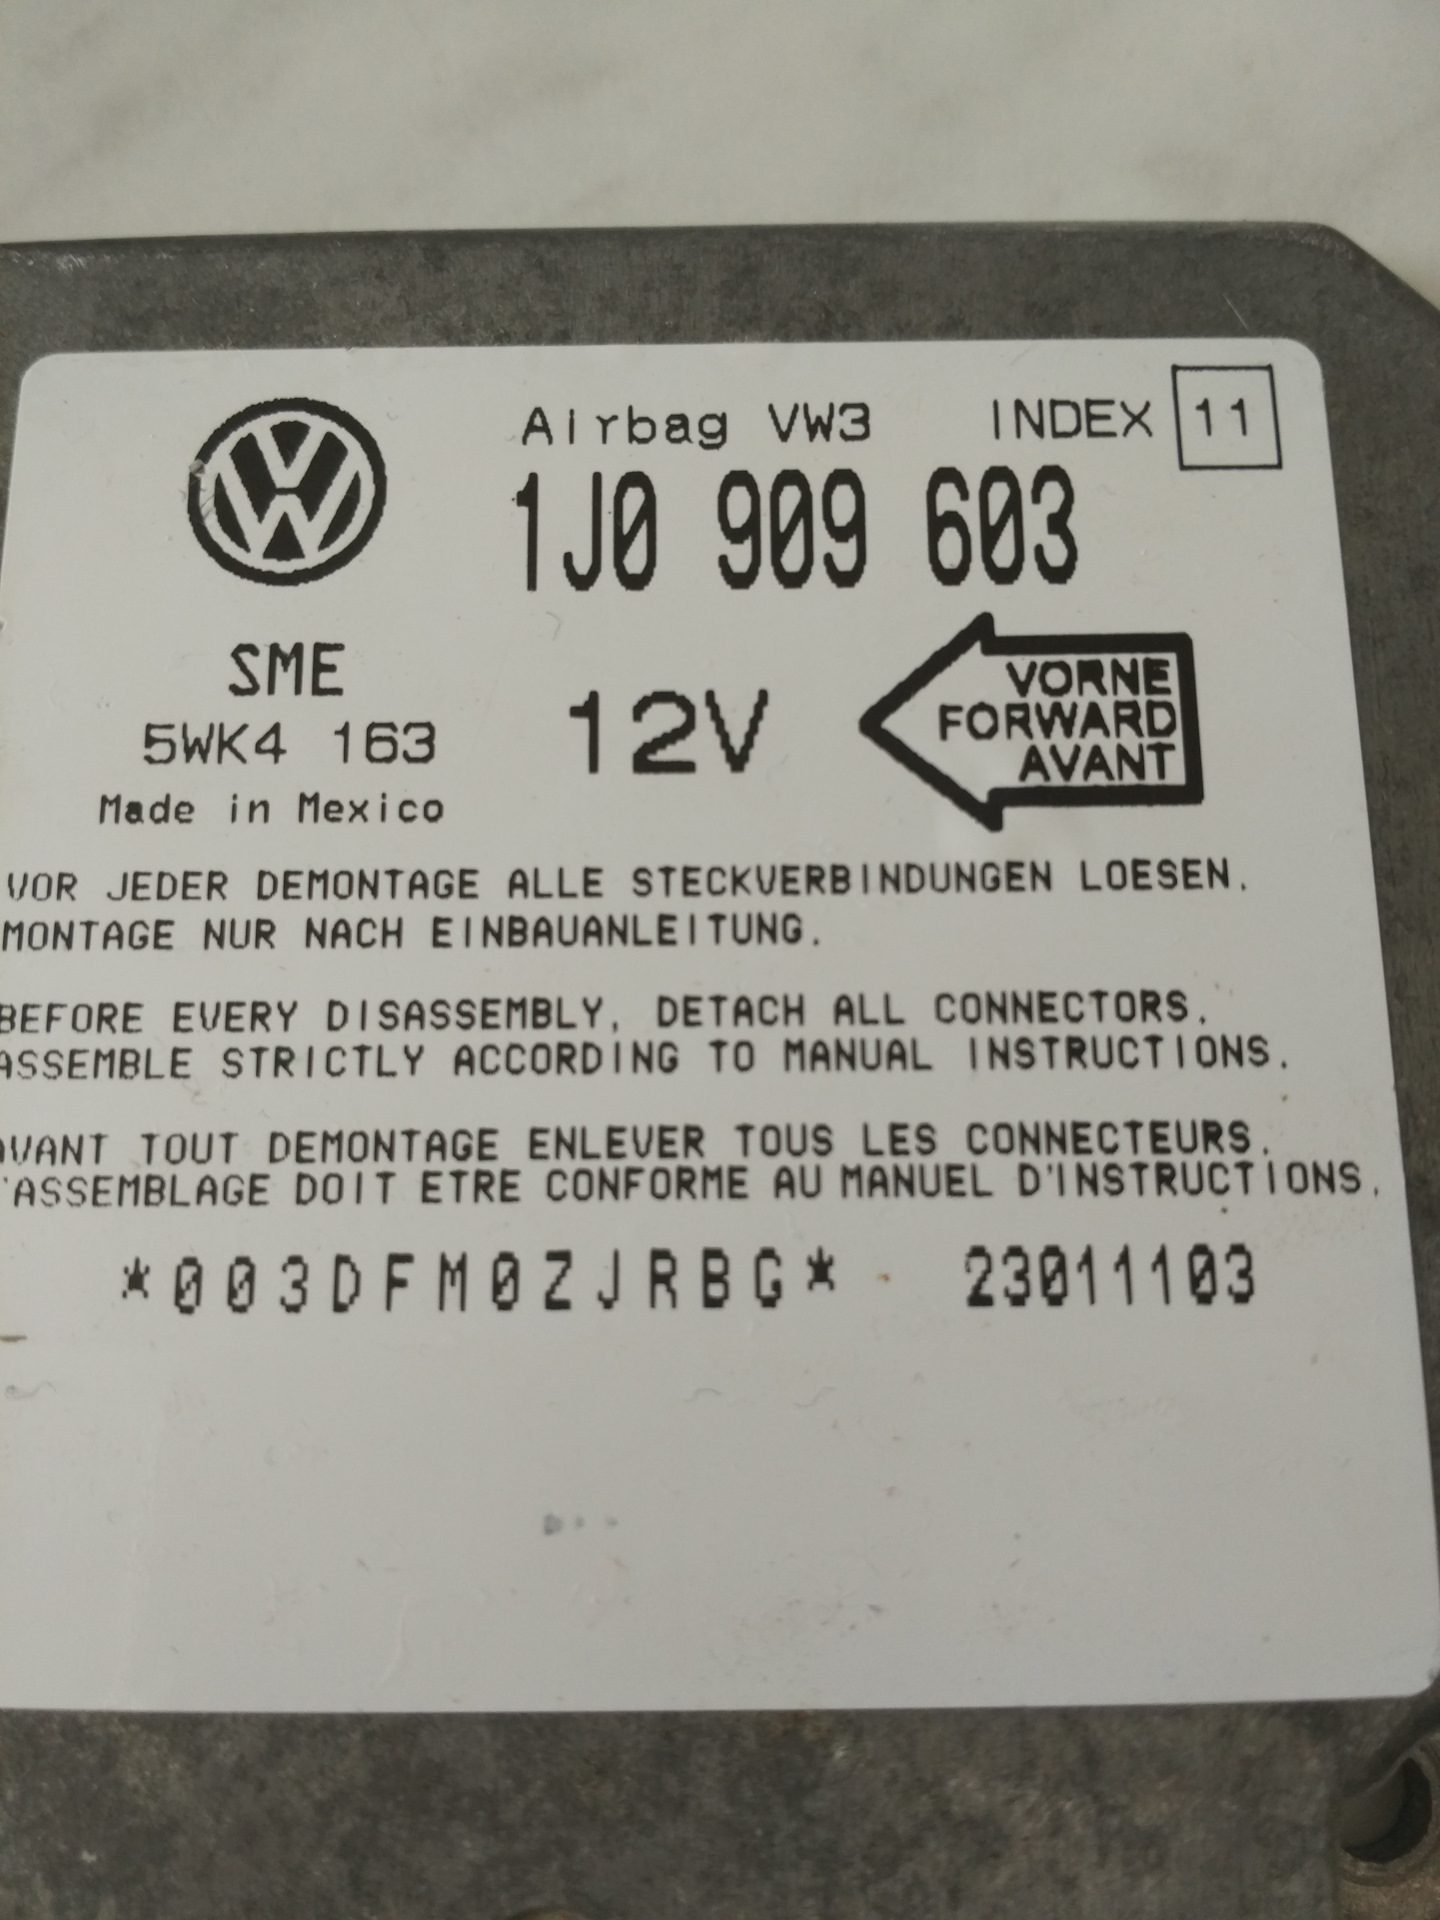 Airbag VW3 INDEX 11
1J0 909 603
SME
5WK4 163
Made in Mexico
12V
VORNE
FORWARD
AVANT
VOR JEDER DEMONTAGE ALLE STECKVERBINDUNGEN LOESEN.
MONTAGE NUR NACH EINBAUANLEITUNG.
BEFORE EVERY DISASSEMBLY, DETACH ALL CONNECTORS.
ASSEMBLE STRICTLY ACCORDING TO MANUAL INSTRUCTIONS.
AVANT TOUT DEMONTAGE ENLEVER TOUS LES CONNECTEURS.
'ASSEMBLAGE DOIT ETRE CONFORME AU MANUEL D'INSTRUCTIONS.
*003DFM0ZJRBG* 23011103